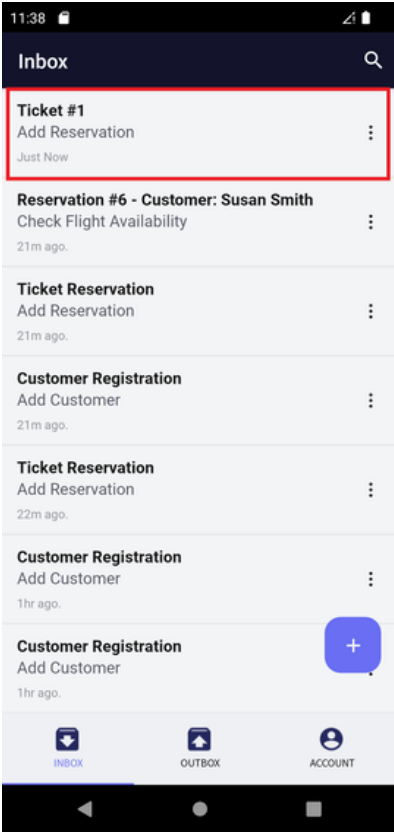 11:38
Inbox
Ticket #1
Add Reservation
Just Now
Reservation #6 - Customer: Susan Smith
Check Flight Availability
21m ago.
Ticket Reservation
Add Reservation
21m ago.
Customer Registration
Add Customer
21m ago.
Ticket Reservation
Add Reservation
22m ago.
Customer Registration
Add Customer
1hr ago.
Customer Registration
Add Customer
1hr ago.
INBOX OUTBOX ACCOUNT